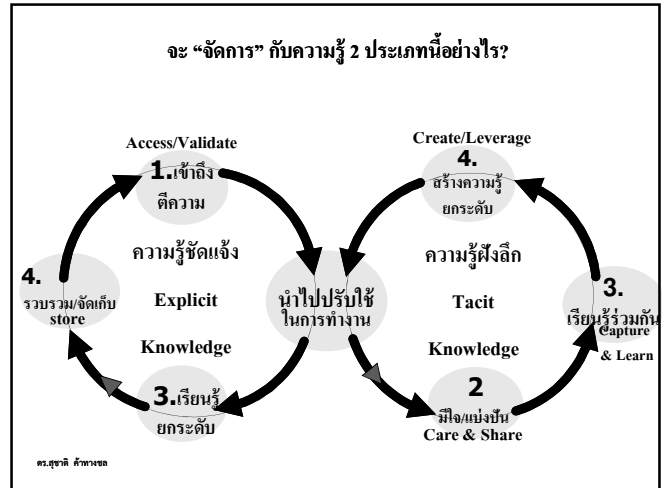 จะ “จัดการ” กับความรู้ 2 ประเภทนี้อย่างไร?
Access/Validate
1.เข้าถึง
ตีความ
ความรู้ชัดแจ้ง
Explicit
Knowledge
4.
รวบรวม/จัดเก็บ
store
3.เรียนรู้
ยกระดับ
นำไปปรับใช้
ในการทำงาน
Create/Leverage
4.
สร้างความรู้
ยกระดับ
ความรู้ฝังลึก
Tacit
Knowledge
3.
เรียนรู้ร่วมกัน
Capture
& Learn
2
มีใจ/แบ่งปัน
Care & Share
ดร.สุชาติ ค้าทางชล